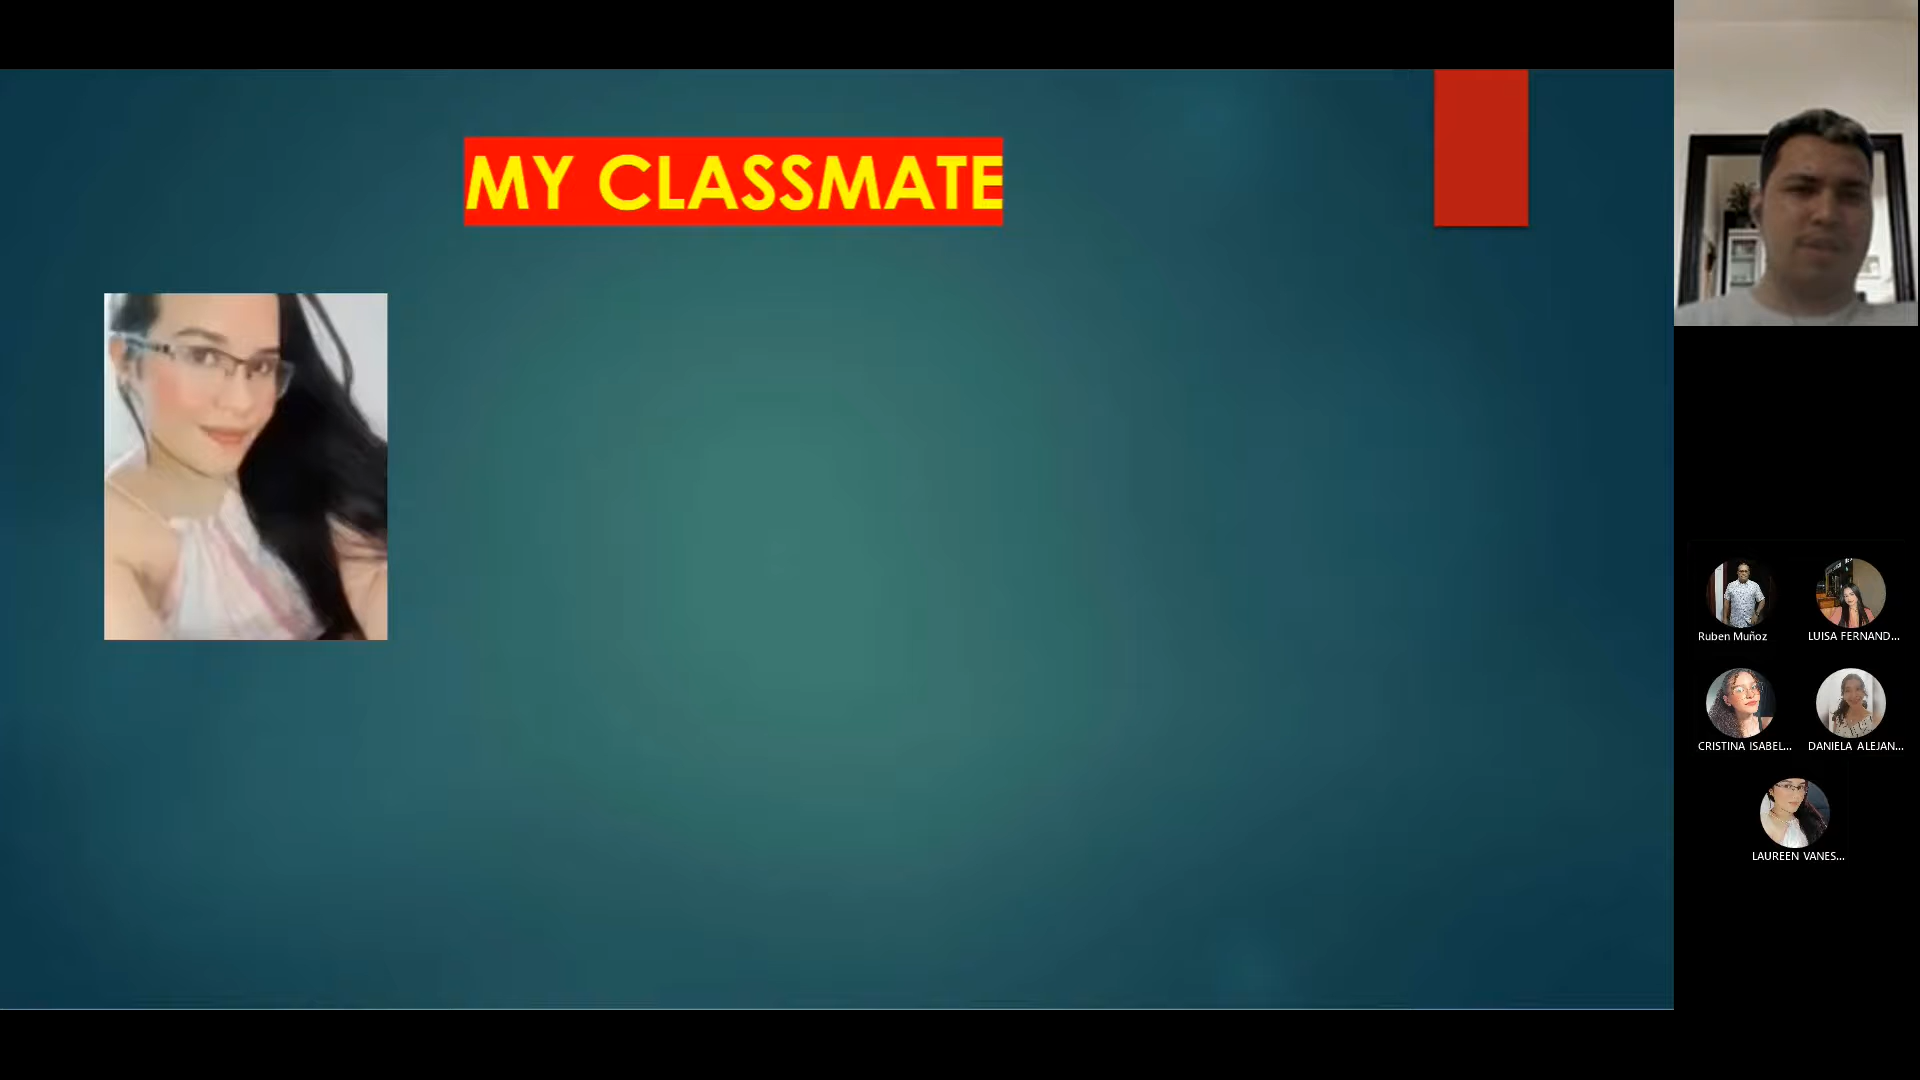 MY CLASSMATE
Ruben Muñoz
LUISA FERNAND...
CRISTINA ISABEL...
DANIELA ALEJAN...
LAUREEN VANES...